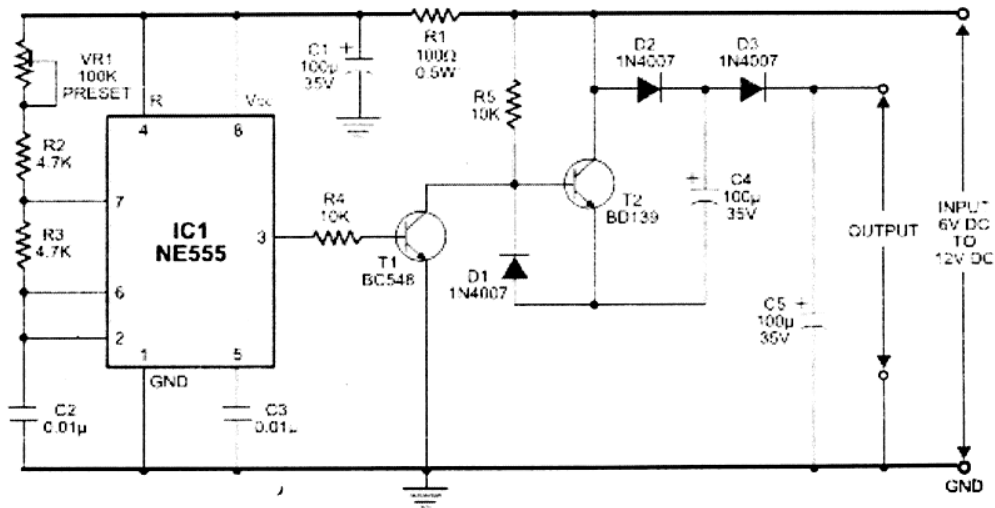 VR1
100K
PRESET
R2
4.7K
R3
4.7K
C2
0.01µ
R
4
Vcc
8
7
6
2
3
1
5
GND
IC1
NE555
C3
0.01µ
C1
100µ
35V
R1
100Ω
0.5W
R4
10K
T1
BC548
R5
10K
D1
1N4007
T2
BD139
D2
1N4007
D3
1N4007
C4
100µ
35V
C5
100µ
35V
OUTPUT
INPUT
6V DC
TO
12V DC
GND